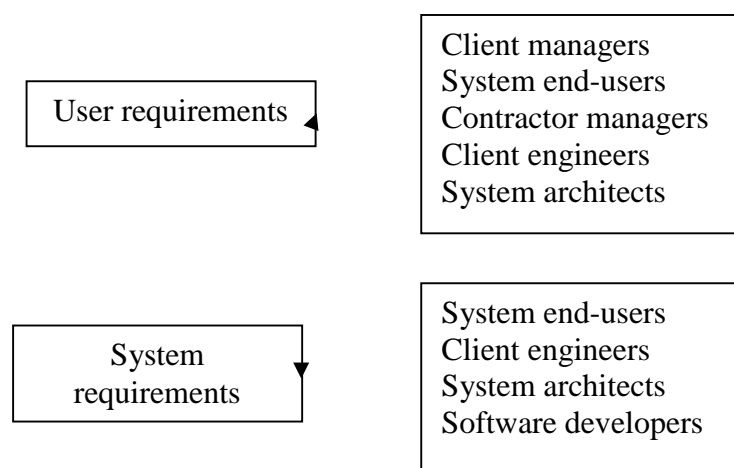 User requirements
Client managers
System end-users
Contractor managers
Client engineers
System architects
System
requirements
System end-users
Client engineers
System architects
Software developers